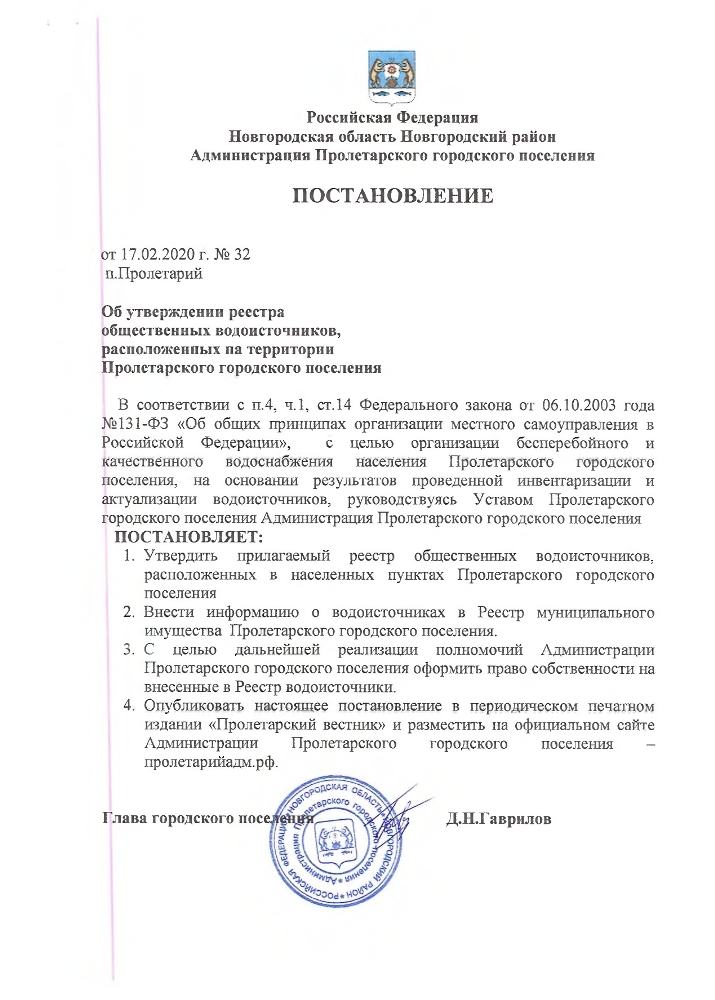 Российская Федерация
Новгородская область Новгородский район
Администрация Пролетарского городского поселения
ПОСТАНОВЛЕНИЕ
от 17.02.2020 г. № 32
п.Пролетарий
Об утверждении реестра
общественных водоисточников,
расположенных на территории
Пролетарского городского поселения
В соответствии с п.4, ч.1, ст.14 Федерального закона от 06.10.2003 года
№131-ФЗ «Об общих принципах организации местного самоуправления в
Российской Федерации», с целью организации бесперебойного и
качественного водоснабжения населения Пролетарского городского
поселения, на основании результатов проведенной инвентаризации и
актуализации водоисточников, руководствуясь Уставом Пролетарского
городского поселения Администрация Пролетарского городского поселения
ПОСТАНОВЛЯЕТ:
1. Утвердить прилагаемый реестр общественных водоисточников,
расположенных в населенных пунктах Пролетарского городского
поселения
2. Внести информацию о водоисточниках в Реестр муниципального
имущества Пролетарского городского поселения.
3. С целью дальнейшей реализации полномочий Администрации
Пролетарского городского поселения оформить право собственности на
внесенные в Реестр водоисточники.
4. Опубликовать настоящее постановление в периодическом печатном
издании «Пролетарский вестник» и разместить на официальном сайте
Администрации Пролетарского городского поселения –
пролетарийадм.рф.
Глава городского поселения Д.Н.Гаврилов
РОССИЙСКАЯ ФЕДЕРАЦИЯ НОВГОРОДСКАЯ ОБЛАСТЬ НОВГОРОДСКИЙ РАЙОН
Администрация Пролетарского городского поселения